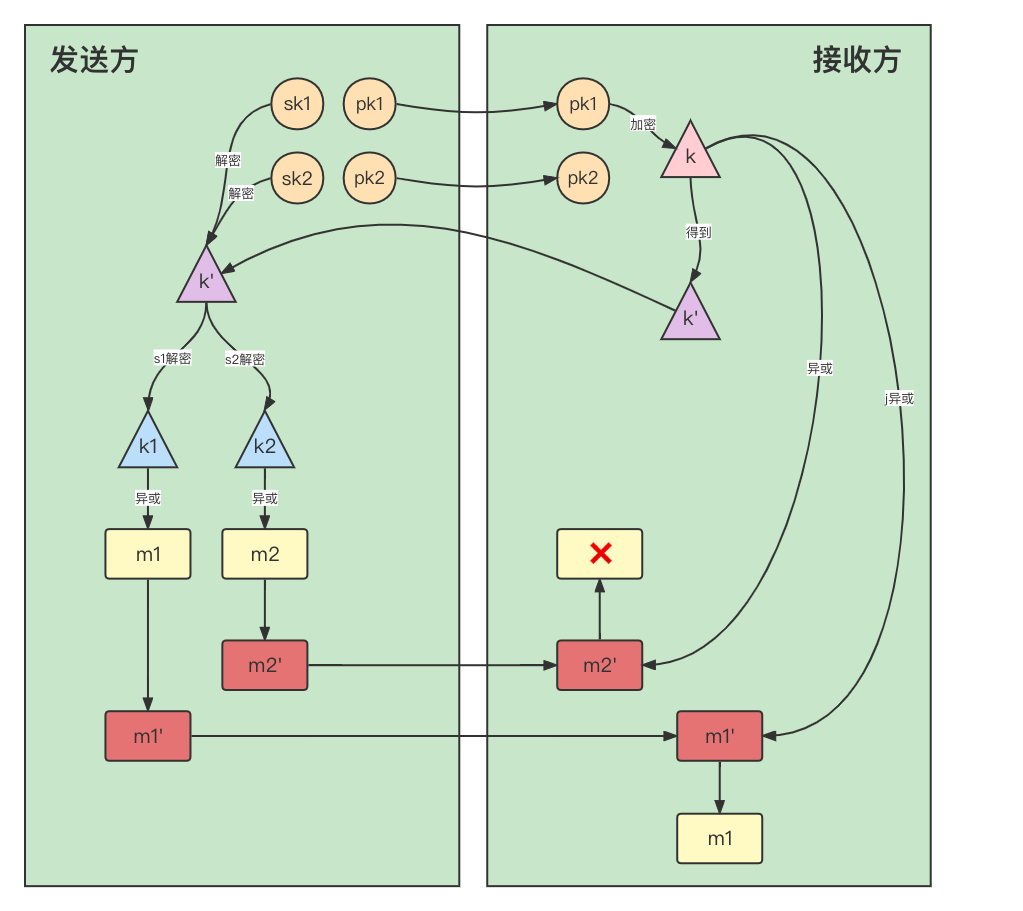 发送方
接收方
sk1
pk1
pk1
加密
k
解密
sk2
pk2
pk2
解密
得到
k'
k'
s1解密
s2解密
异或
j异或
k1
k2
异或
异或
m1
m2
m2'
m2'
m1'
m1'
m1